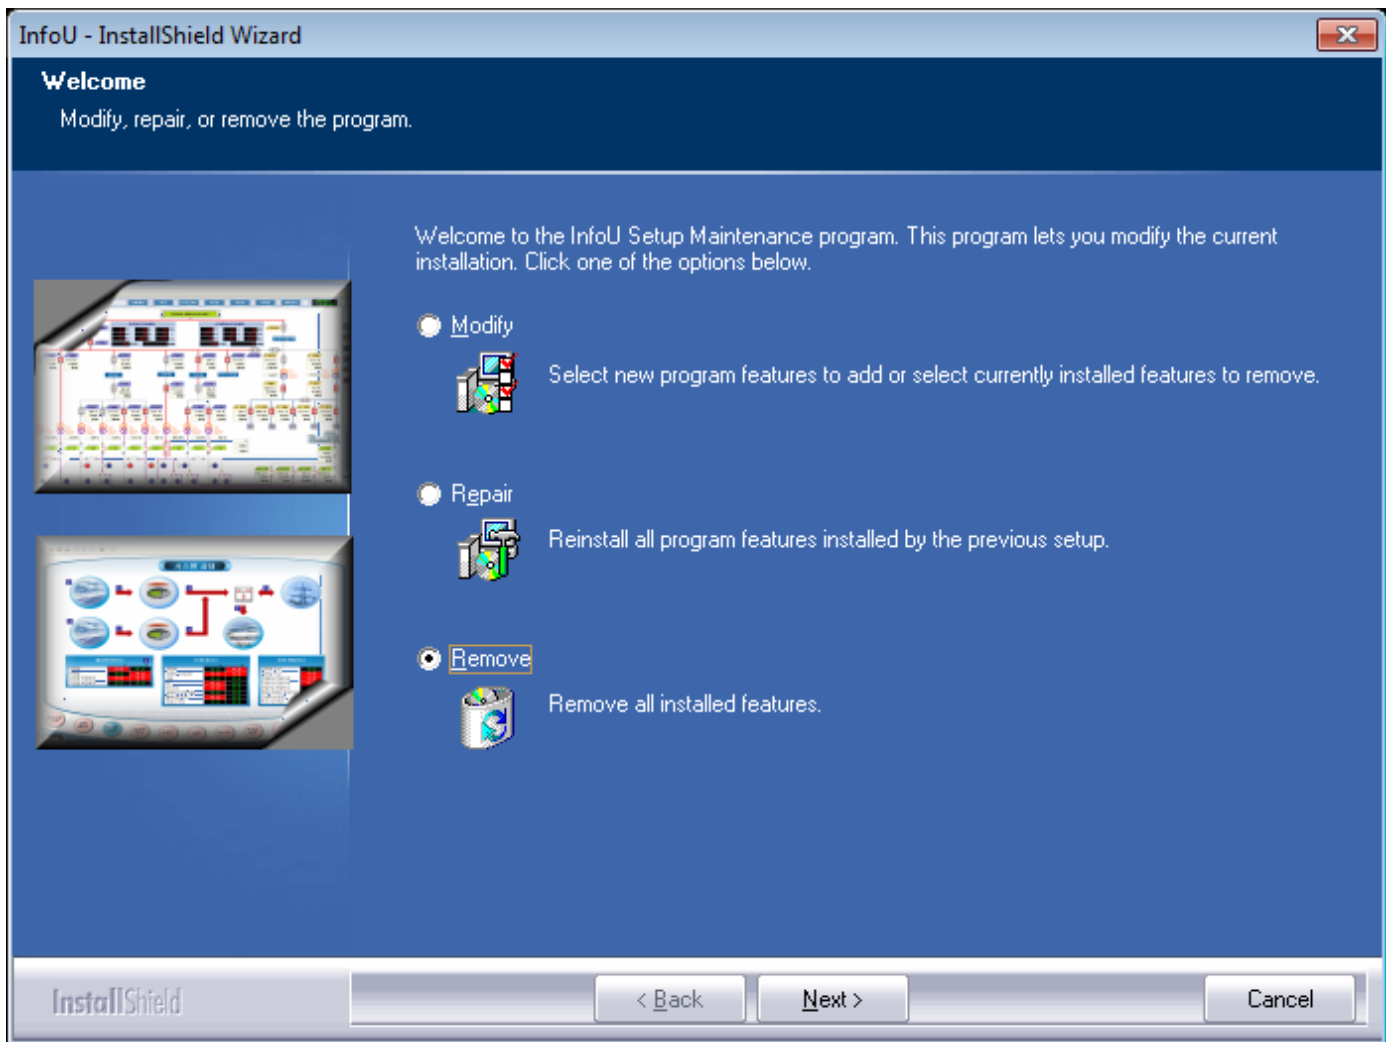 InfoU - InstallShield Wizard
Welcome
Modify, repair, or remove the program.
Welcome to the InfoU Setup Maintenance program. This program lets you modify the current
installation. Click one of the options below.
Modify
Select new program features to add or select currently installed features to remove.
Repair
Reinstall all program features installed by the previous setup.
Remove
Remove all installed features.
InstallShield
< Back
Next >
Cancel